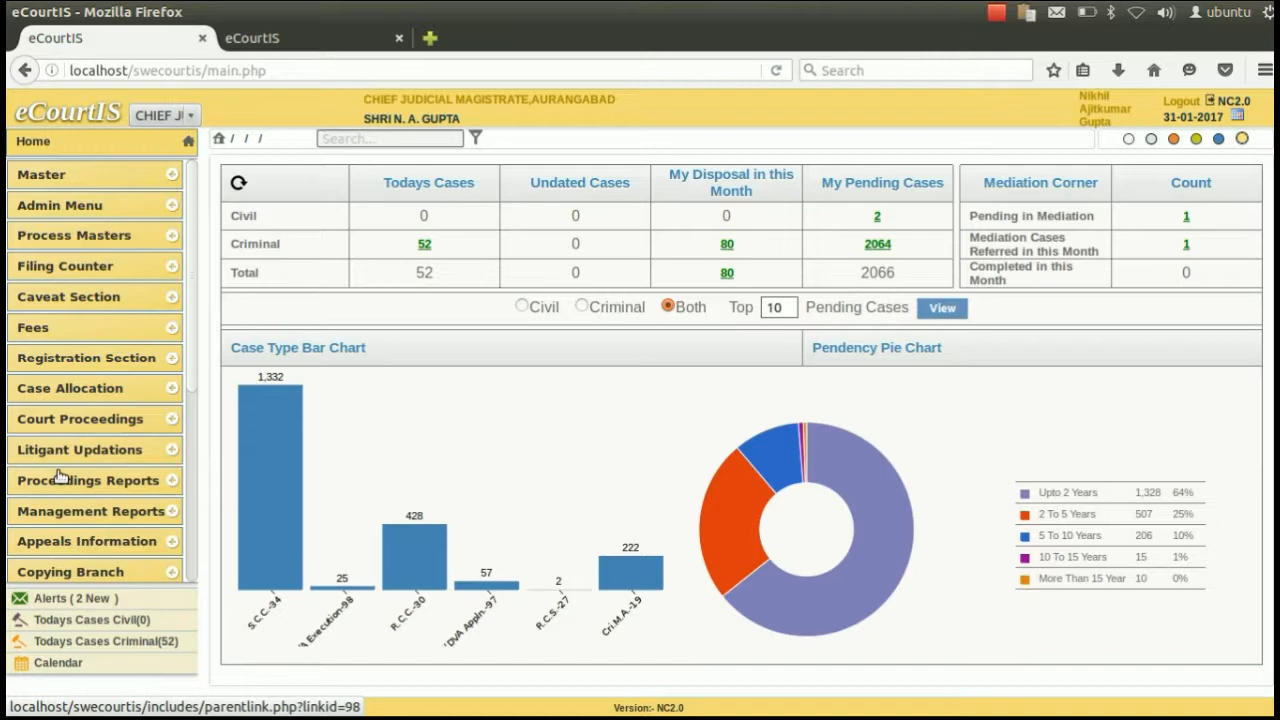 eCourtIS - Mozilla Firefox
ubuntu
eCourtIS
eCourtIS
localhost/swecourtis/main.php
Search
eCourtIS
CHIEF J
CHIEF JUDICIAL MAGISTRATE,AURANGABAD
SHRI N. A. GUPTA
Nikhil
Ajitkumar
Gupta
Logout NC2.0
31-01-2017
Home
/ / /
Search...
Master
Admin Menu
Process Masters
Filing Counter
Caveat Section
Fees
Registration Section
Case Allocation
Court Proceedings
Litigant Updations
Proceedings Reports
Management Reports
Appeals Information
Copying Branch
Alerts ( 2 New )
Todays Cases Civil(0)
Todays Cases Criminal(52)
Calendar
Todays Cases Undated Cases My Disposal in this Month My Pending Cases
Civil 0 0 0 2
Criminal 52 0 80 2064
Total 52 0 80 2066
Mediation Corner Count
Pending in Mediation 1
Mediation Cases Referred in this Month 1
Completed in this Month 0
Civil Criminal Both Top 10 Pending Cases View
Case Type Bar Chart
1,332
25
428
57
2
222
S.C.C.-34
A Execution-98
R.C.C.-30
DVA Appln.-97
R.C.S.-27
Cri.M.A.-19
Pendency Pie Chart
Upto 2 Years 1,328 64%
2 To 5 Years 507 25%
5 To 10 Years 206 10%
10 To 15 Years 15 1%
More Than 15 Year 10 0%
localhost/swecourtis/includes/parentlink.php?linkid=98
Version:- NC2.0